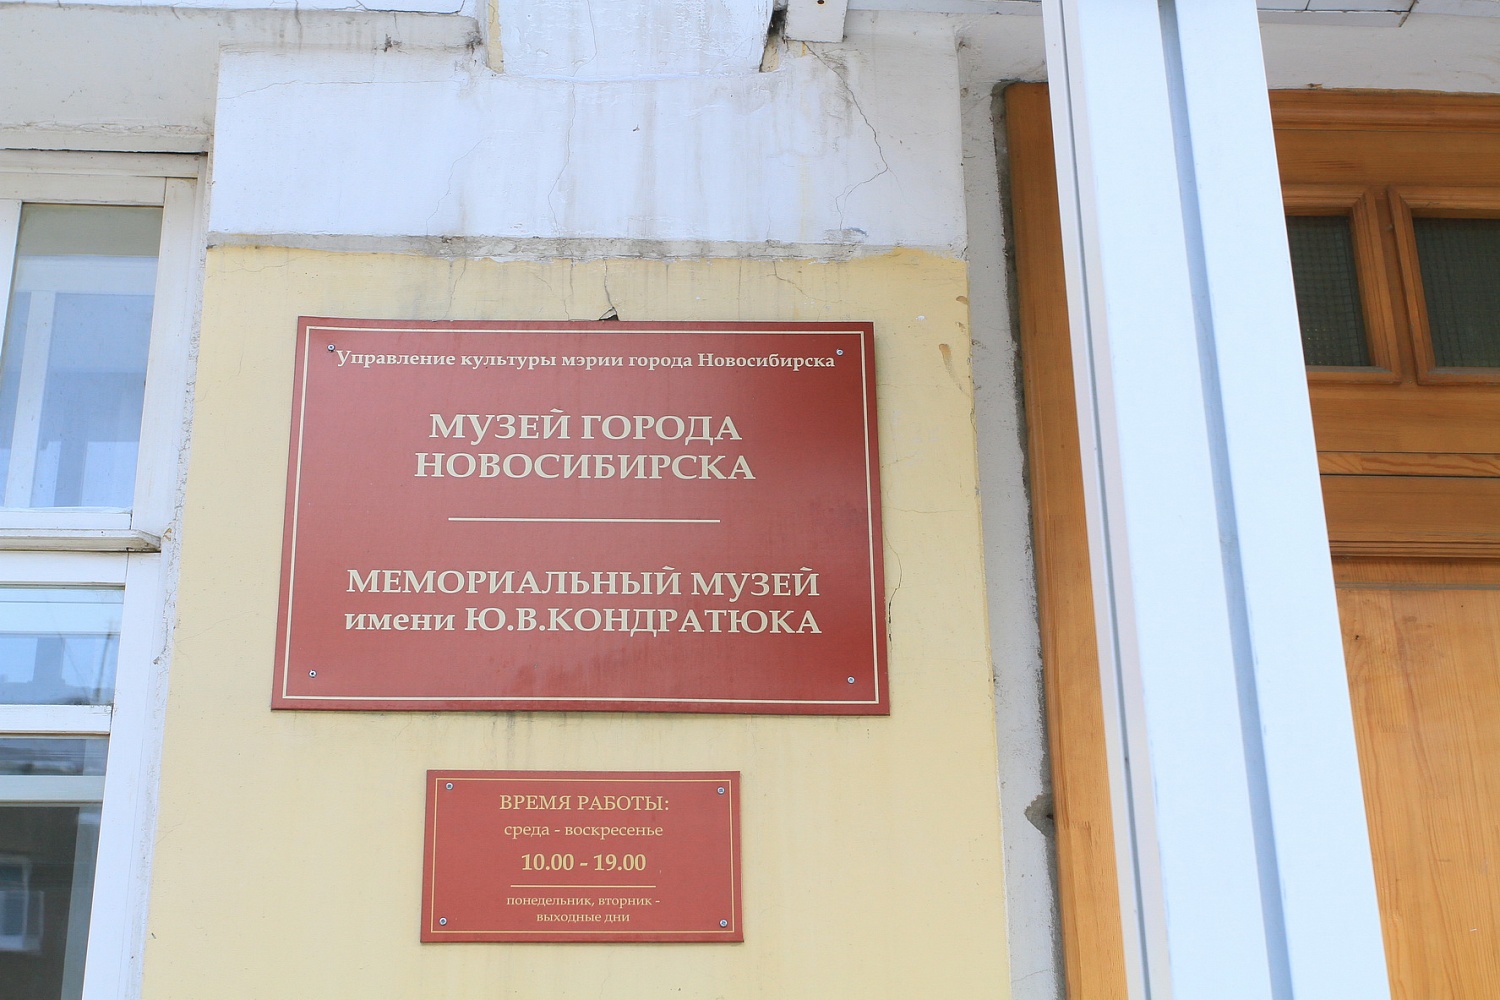 Управление культуры мэрии города Новосибирска
МУЗЕЙ ГОРОДА
НОВОСИБИРСКА
МЕМОРИАЛЬНЫЙ МУЗЕЙ
имени Ю.В.КОНДРАТЮКА
ВРЕМЯ РАБОТЫ:
среда - воскресенье
10.00 - 19.00
понедельник, вторник -
выходные дни